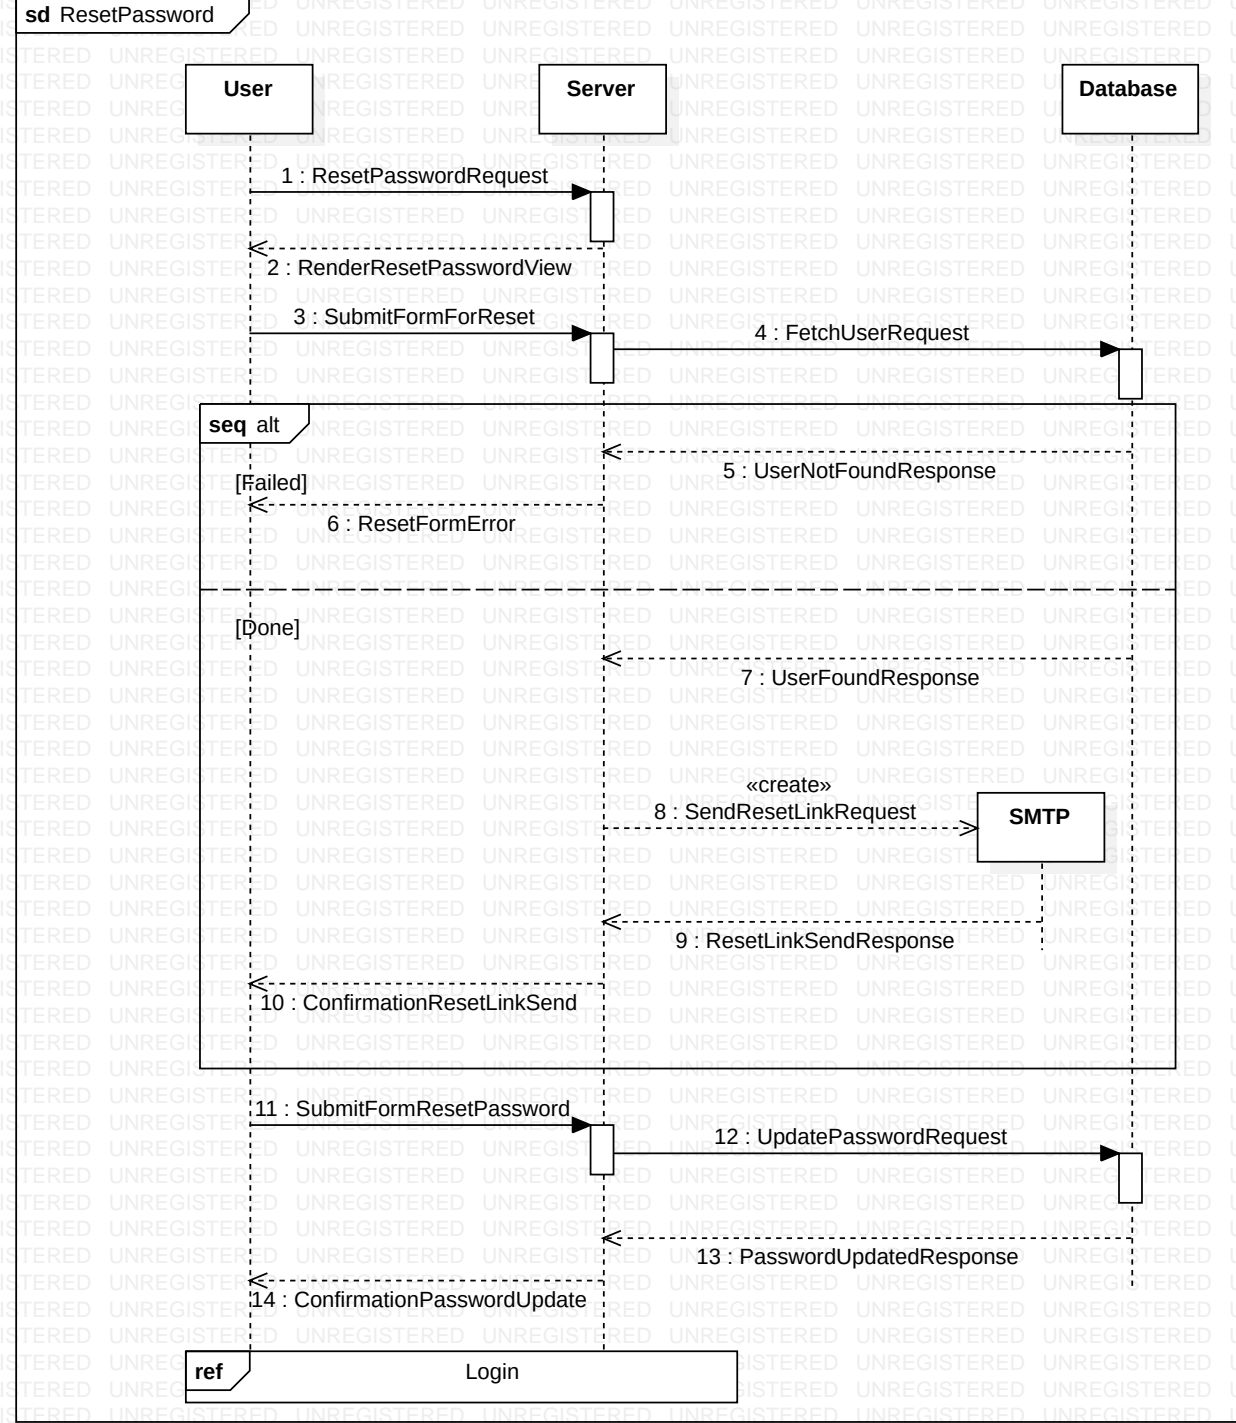 sd ResetPassword
User
Server
Database
1 : ResetPasswordRequest
2 : RenderResetPasswordView
3 : SubmitFormForReset
4 : FetchUserRequest
seq alt
5 : UserNotFoundResponse
[Failed]
6 : ResetFormError
[Done]
7 : UserFoundResponse
«create»
8 : SendResetLinkRequest
SMTP
9 : ResetLinkSendResponse
10 : ConfirmationResetLinkSend
11 : SubmitFormResetPassword
12 : UpdatePasswordRequest
13 : PasswordUpdatedResponse
14 : ConfirmationPasswordUpdate
ref Login
UNREGISTERED